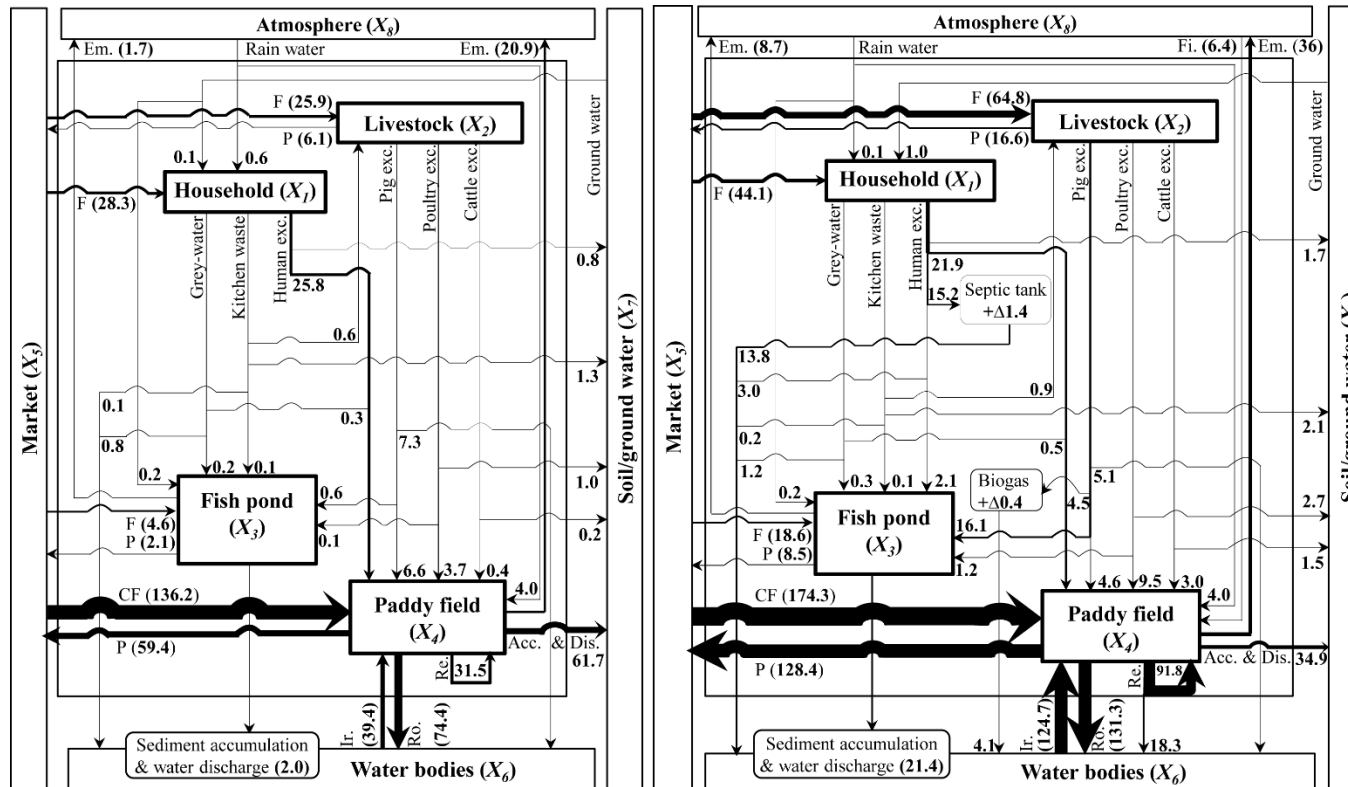 Atmosphere (X8)
Em. (1.7)
Rain water
Em. (20.9)
F (25.9)
Livestock (X2)
P (6.1)
0.1
0.6
Household (X1)
F (28.3)
Pig exc.
Poultry exc.
Cattle exc.
Ground water
Grey-water
Kitchen waste
Human exc.
0.8
25.8
0.6
1.3
0.1
0.3
0.8
7.3
1.0
0.2
0.2
0.1
0.6
Fish pond
(X3)
F (4.6)
P (2.1)
0.1
0.2
6.6
3.7
0.4
4.0
CF (136.2)
Paddy field
(X4)
P (59.4)
Acc. & Dis.
61.7
Re.
31.5
Ir.
(39.4)
Ro.
(74.4)
Sediment accumulation
& water discharge (2.0)
Water bodies (X6)
Market (X5)
Soil/ground water (X7)
Atmosphere (X8)
Em. (8.7)
Rain water
Fi. (6.4)
Em. (36)
F (64.8)
Livestock (X2)
P (16.6)
0.1
1.0
Household (X1)
F (44.1)
Pig exc.
Poultry exc.
Cattle exc.
Ground water
Grey-water
Kitchen waste
Human exc.
1.7
21.9
15.2
Septic tank
+Δ1.4
13.8
3.0
0.9
0.2
2.1
0.5
1.2
5.1
Biogas
+Δ0.4
4.5
2.7
0.2
0.3
0.1
2.1
Fish pond
(X3)
16.1
F (18.6)
P (8.5)
1.2
1.5
4.6
9.5
3.0
4.0
CF (174.3)
Paddy field
(X4)
P (128.4)
Acc. & Dis.
34.9
Re.
91.8
Ir.
(124.7)
Ro.
(131.3)
4.1
18.3
Sediment accumulation
& water discharge (21.4)
Water bodies (X6)
Market (X5)
Soil/ground water (X